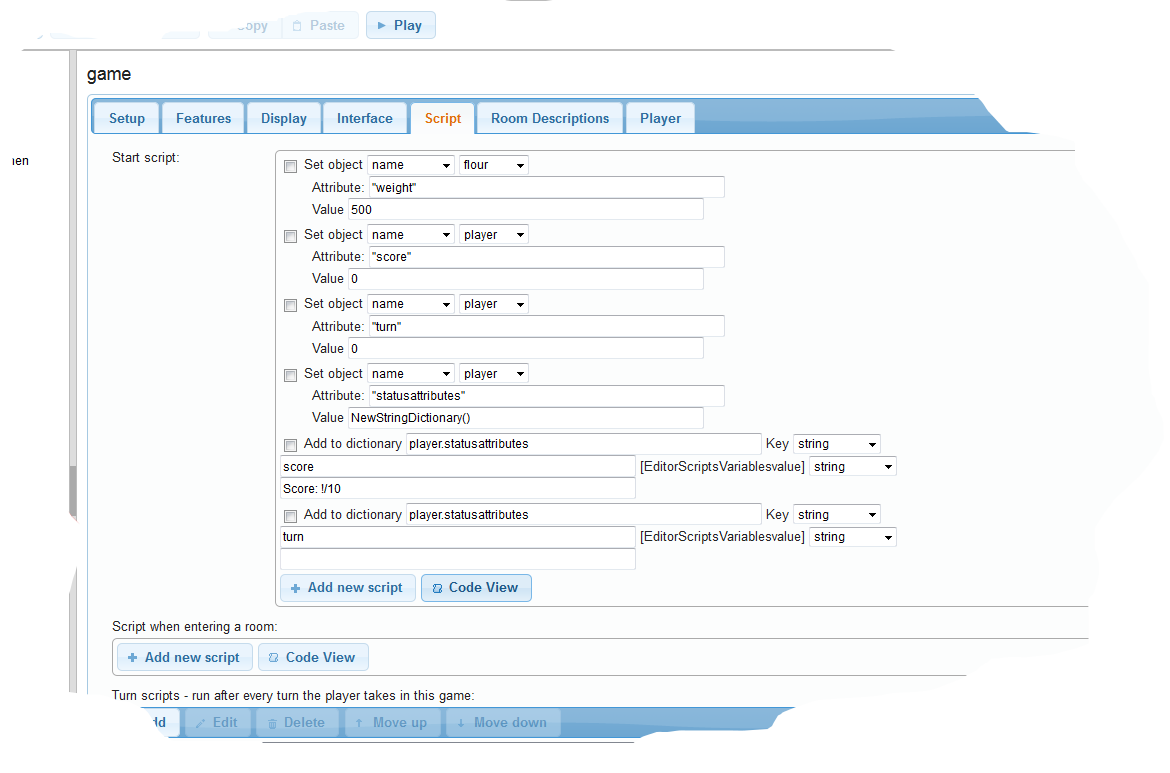 opy Paste Play
game
Setup Features Display Interface Script Room Descriptions Player
Start script:
Set object name flour
Attribute: "weight"
Value 500
Set object name player
Attribute: "score"
Value 0
Set object name player
Attribute: "turn"
Value 0
Set object name player
Attribute: "statusattributes"
Value NewStringDictionary()
Add to dictionary player.statusattributes Key string
score [EditorScriptsVariablesvalue] string
Score: !/10
Add to dictionary player.statusattributes Key string
turn [EditorScriptsVariablesvalue] string
Add new script Code View
Script when entering a room:
Add new script Code View
Turn scripts - run after every turn the player takes in this game:
dd Edit Delete Move up Move down